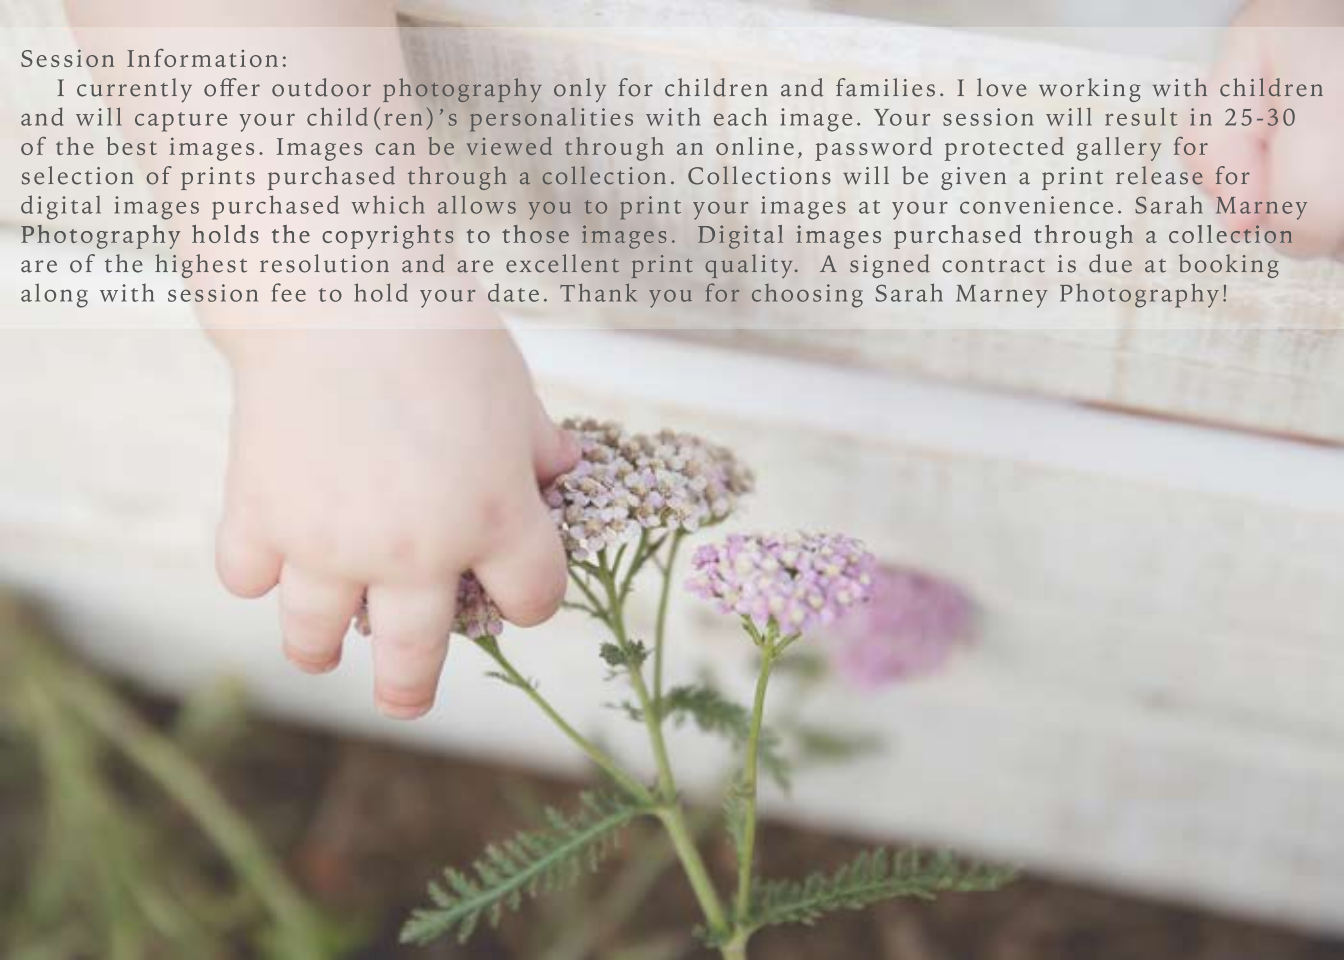 Session Information:
I currently offer outdoor photography only for children and families. I love working with children
and will capture your child(ren)’s personalities with each image. Your session will result in 25-30
of the best images. Images can be viewed through an online, password protected gallery for
selection of prints purchased through a collection. Collections will be given a print release for
digital images purchased which allows you to print your images at your convenience. Sarah Marney
Photography holds the copyrights to those images.  Digital images purchased through a collection
are of the highest resolution and are excellent print quality.  A signed contract is due at booking
along with session fee to hold your date. Thank you for choosing Sarah Marney Photography!